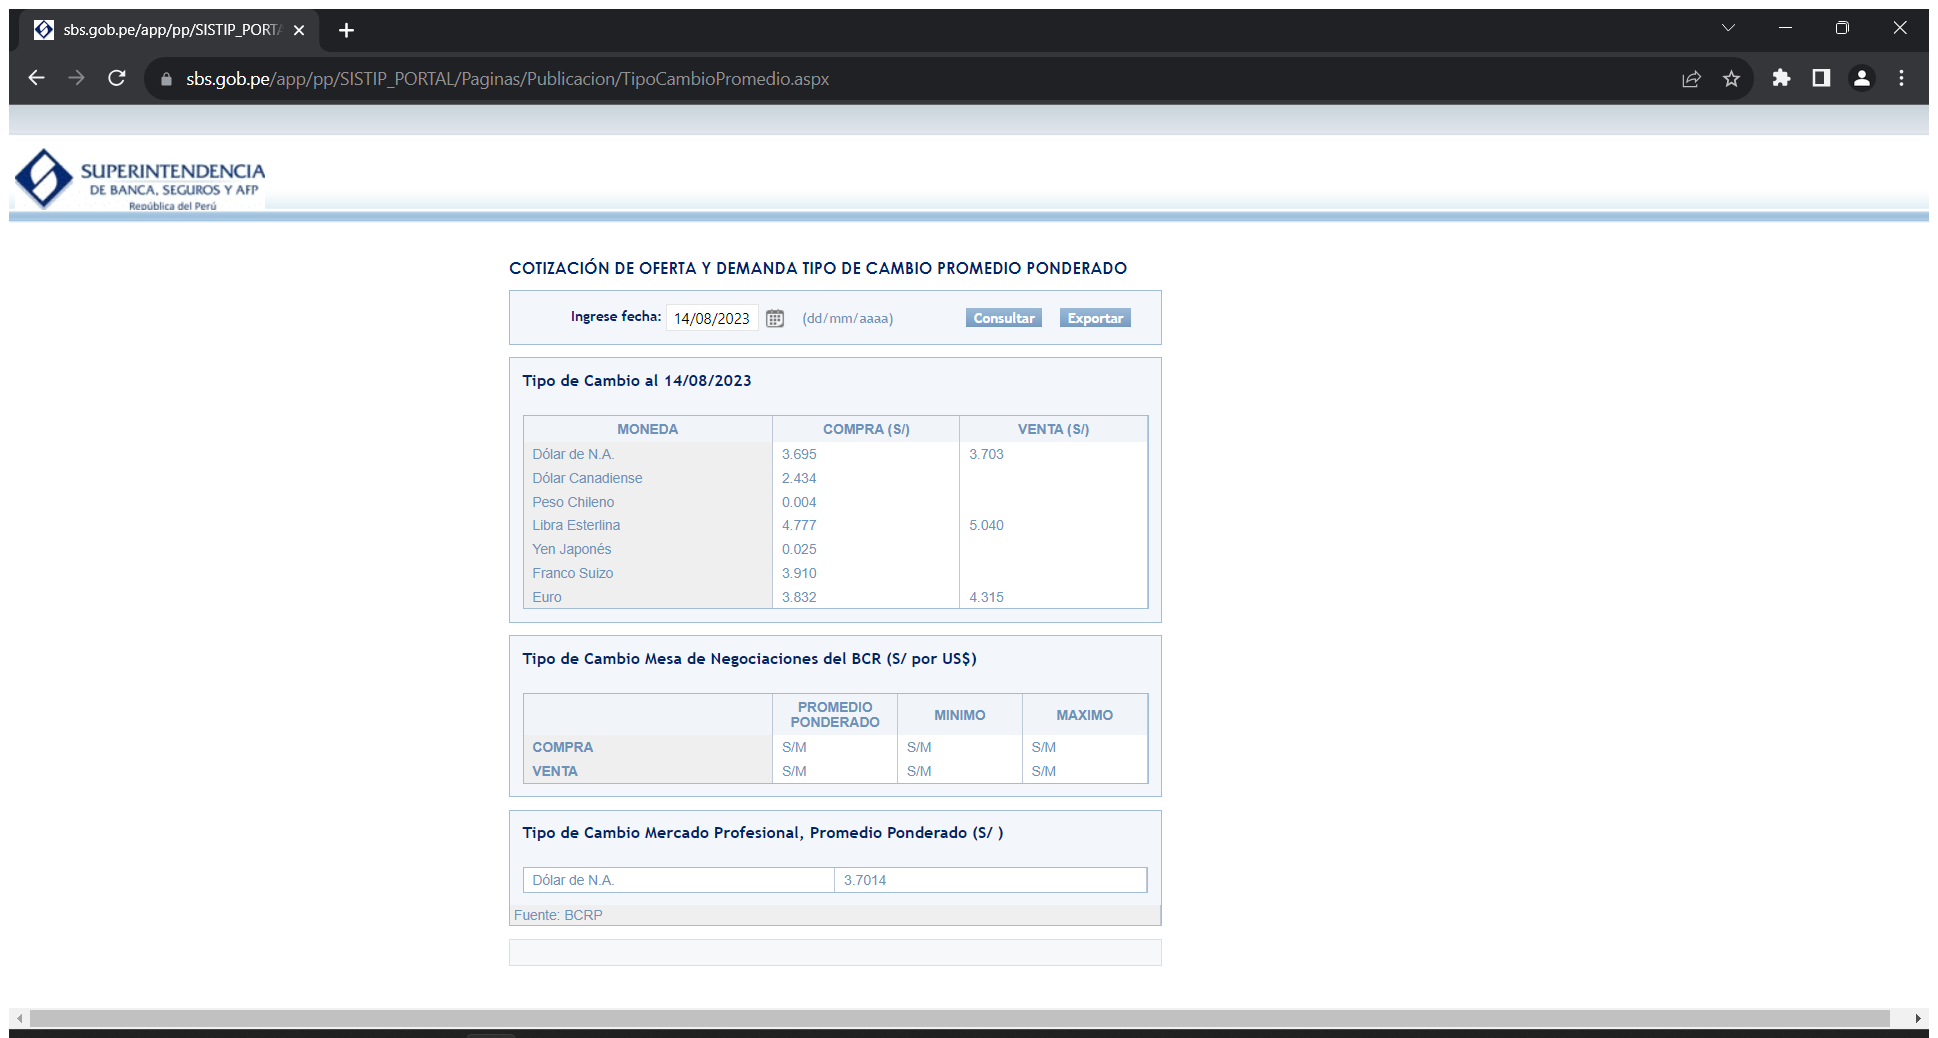 sbs.gob.pe/app/pp/SISTIP_PORTA
sbs.gob.pe/app/pp/SISTIP_PORTAL/Paginas/Publicacion/TipoCambioPromedio.aspx
SUPERINTENDENCIA
DE BANCA, SEGUROS Y AFP
República del Perú
COTIZACIÓN DE OFERTA Y DEMANDA TIPO DE CAMBIO PROMEDIO PONDERADO
Ingrese fecha: 14/08/2023 (dd/mm/aaaa) Consultar Exportar
Tipo de Cambio al 14/08/2023
MONEDA COMPRA (S/) VENTA (S/)
Dólar de N.A. 3.695 3.703
Dólar Canadiense 2.434
Peso Chileno 0.004
Libra Esterlina 4.777 5.040
Yen Japonés 0.025
Franco Suizo 3.910
Euro 3.832 4.315
Tipo de Cambio Mesa de Negociaciones del BCR (S/ por US$)
PROMEDIO
PONDERADO MINIMO MAXIMO
COMPRA S/M S/M S/M
VENTA S/M S/M S/M
Tipo de Cambio Mercado Profesional, Promedio Ponderado (S/ )
Dólar de N.A. 3.7014
Fuente: BCRP